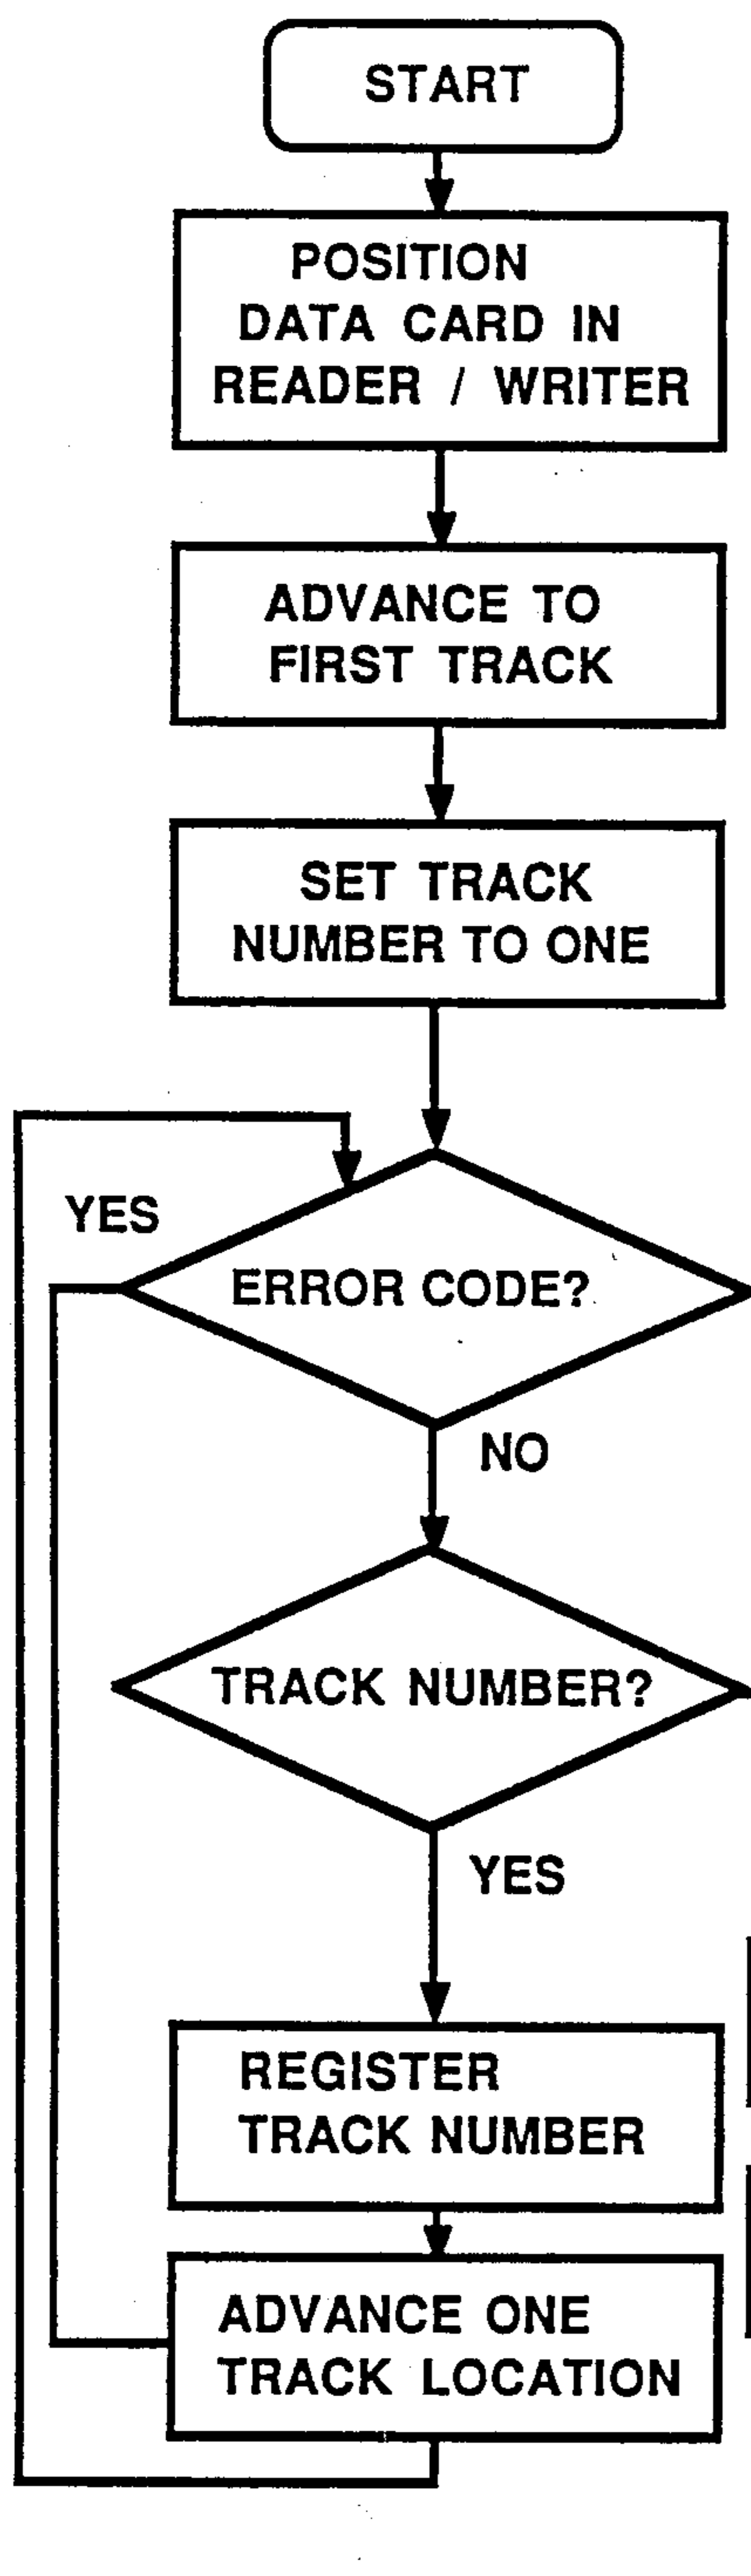 START
POSITION
DATA CARD IN
READER / WRITER
ADVANCE TO
FIRST TRACK
SET TRACK
NUMBER TO ONE
YES
ERROR CODE?
NO
TRACK NUMBER?
YES
REGISTER
TRACK NUMBER
ADVANCE ONE
TRACK LOCATION